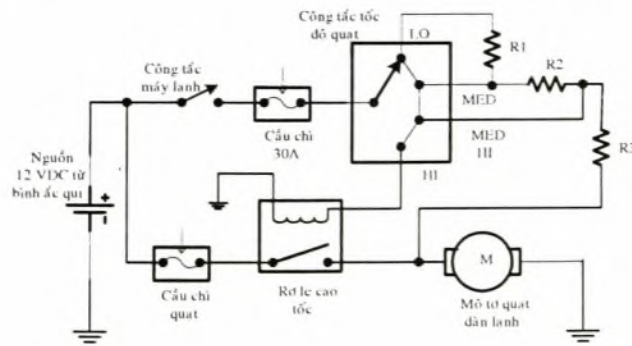 Công tắc tốc
độ quạt
LO
R1
R2
Công tắc
máy lạnh
MED
Cầu chì
30A
MED
HI
R3
HI
Nguồn
12 VDC từ
bình ắc qui
+
-
M
Cầu chì
quạt
Rơ le cao
tốc
Mô tơ quạt
dàn lạnh